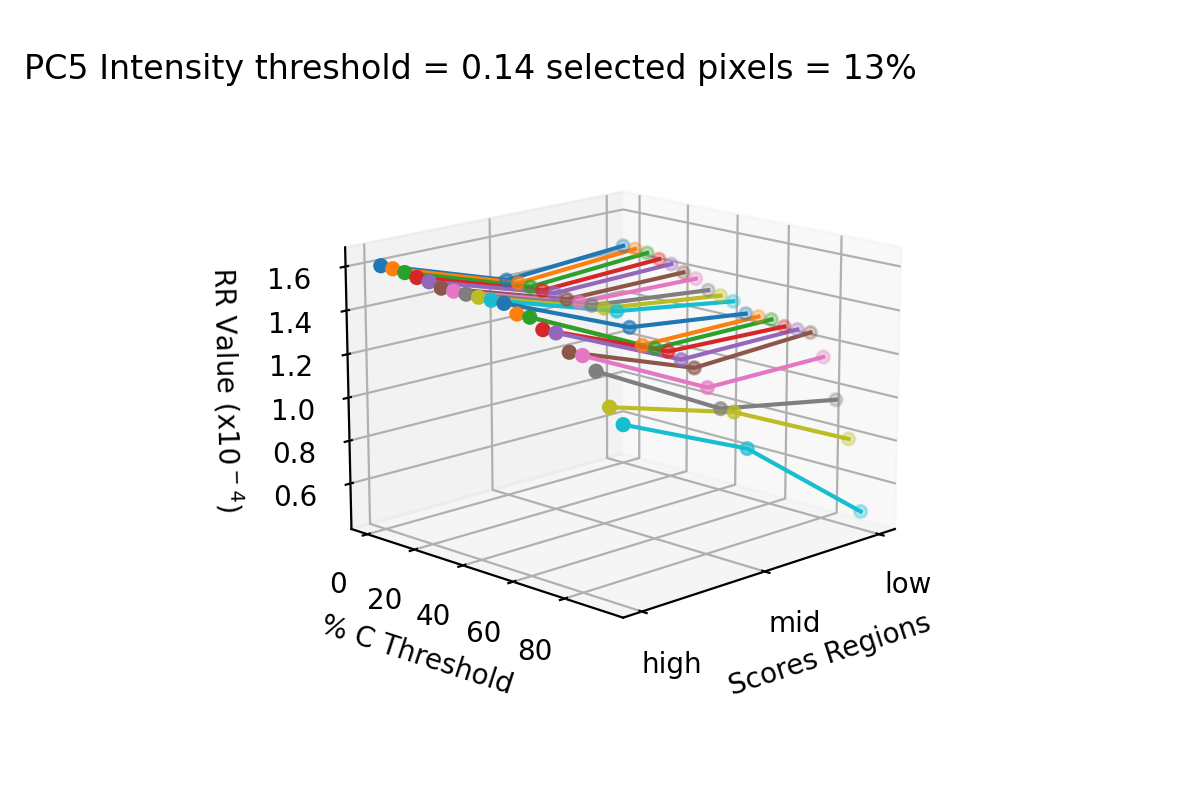 PC5 Intensity threshold = 0.14 selected pixels = 13%
RR Value (x10⁻⁴)
1.6
1.4
1.2
1.0
0.8
0.6
0
20
40
60
80
% C Threshold
high
mid
low
Scores Regions